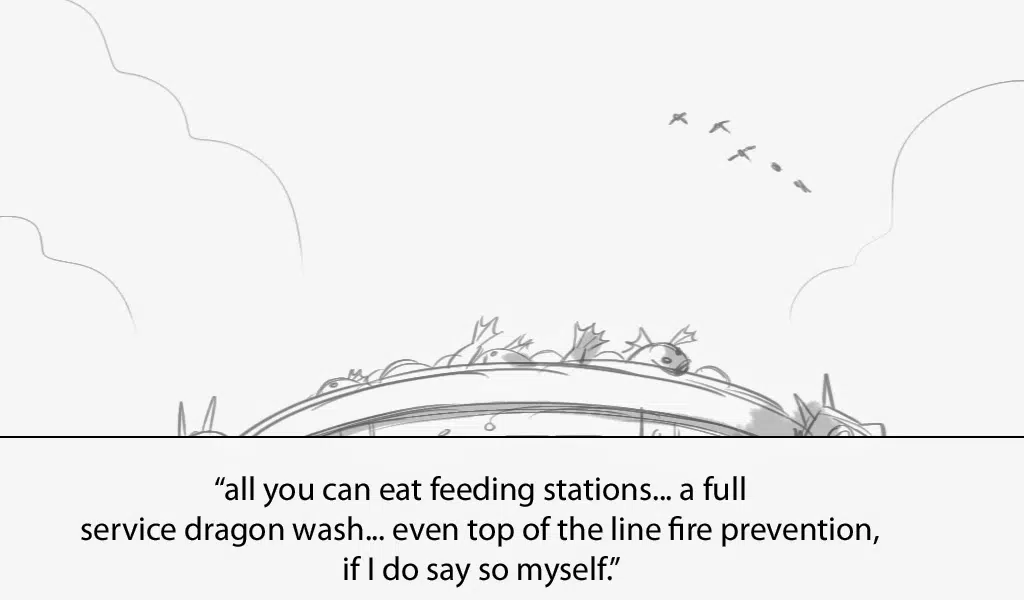 “all you can eat feeding stations... a full
service dragon wash... even top of the line fire prevention,
if I do say so myself.”